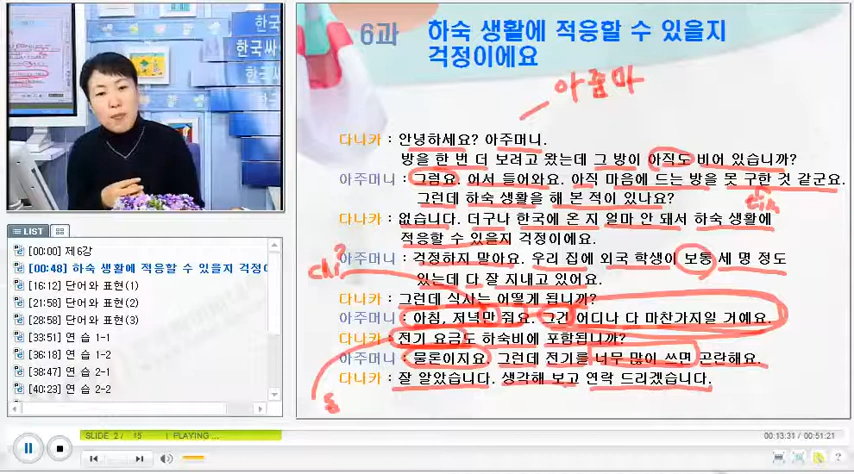 한국
한국싸
한국
6과
하숙 생활에 적응할 수 있을지
걱정이에요
아줌마
다니카 : 안녕하세요? 아주머니.
방을 한 번 더 보려고 왔는데 그 방이 아직도 비어 있습니까?
아주머니 : 그럼요. 어서 들어와요. 아직 마음에 드는 방을 못 구한 것 같군요.
그런데 하숙 생활을 해 본 적이 있나요?
다니카 : 없습니다. 더구나 한국에 온 지 얼마 안 돼서 하숙 생활에
적응할 수 있을지 걱정이에요.
아주머니 : 걱정하지 말아요. 우리 집에 외국 학생이 보통 세 명 정도
있는데 다 잘 지내고 있어요.
chỉ?
다니카 : 그런데 식사는 어떻게 됩니까?
아주머니 : 아침, 저녁만 줘요. 그건 어디나 다 마찬가지일 거예요.
다니카 : 전기 요금도 하숙비에 포함됩니까?
아주머니 : 물론이지요. 그런데 전기를 너무 많이 쓰면 곤란해요.
다니카 : 잘 알았습니다. 생각해 보고 연락 드리겠습니다.
LIST
[00:00] 제6강
[00:48] 하숙 생활에 적응할 수 있을지 걱정이
[16:12] 단어와 표현(1)
[21:58] 단어와 표현(2)
[28:58] 단어와 표현(3)
[33:51] 연 습 1-1
[36:18] 연 습 1-2
[38:47] 연 습 2-1
[40:23] 연 습 2-2
SLIDE 2/ 15 | PLAYING ...
00:13:31 / 00:51:21